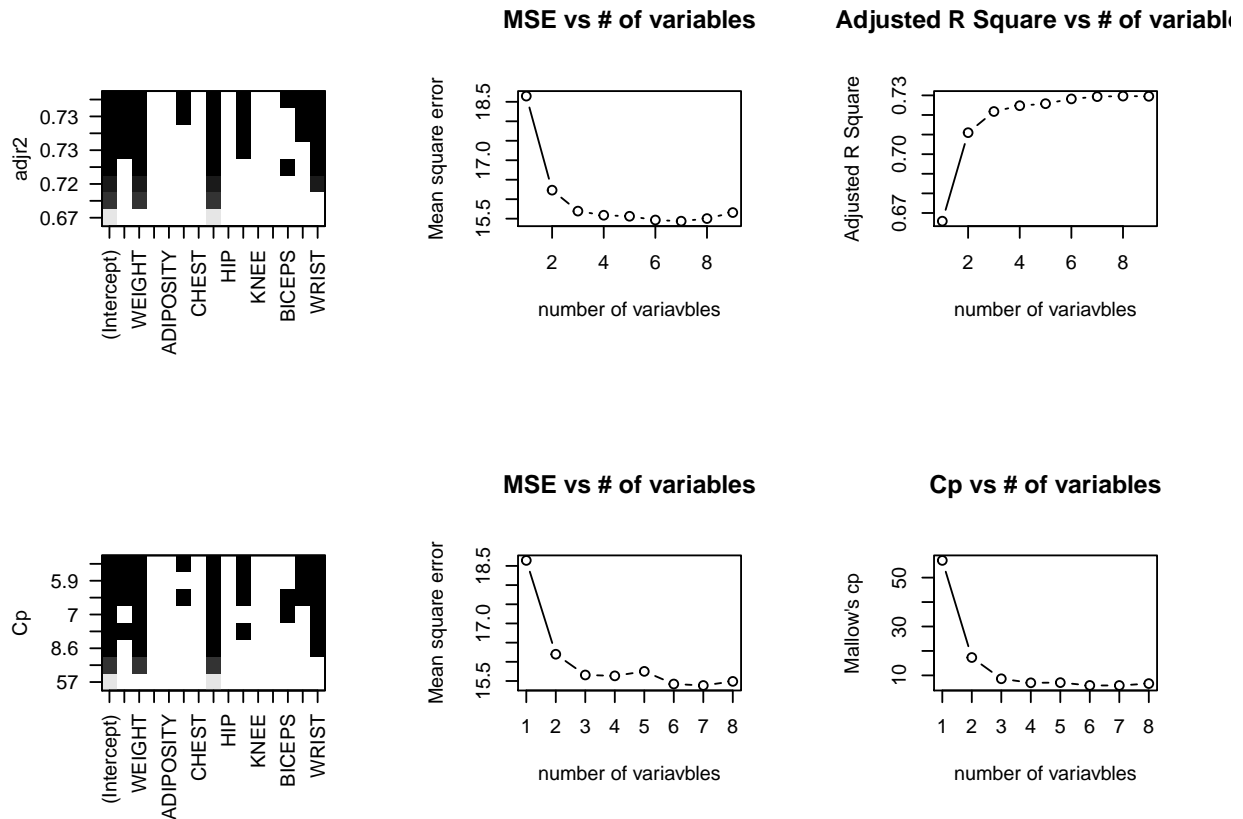 MSE vs # of variables
Adjusted R Square vs # of variabl
adjr2
0.73
0.73
0.72
0.67
(Intercept)
WEIGHT
ADIPOSITY
CHEST
HIP
KNEE
BICEPS
WRIST
Mean square error
18.5
17.0
15.5
2
4
6
8
number of variavbles
Adjusted R Square
0.73
0.70
0.67
2
4
6
8
number of variavbles
MSE vs # of variables
Cp vs # of variables
Cp
5.9
7
8.6
57
(Intercept)
WEIGHT
ADIPOSITY
CHEST
HIP
KNEE
BICEPS
WRIST
Mean square error
18.5
17.0
15.5
1
2
3
4
5
6
7
8
number of variavbles
Mallow's cp
50
30
10
1
2
3
4
5
6
7
8
number of variavbles